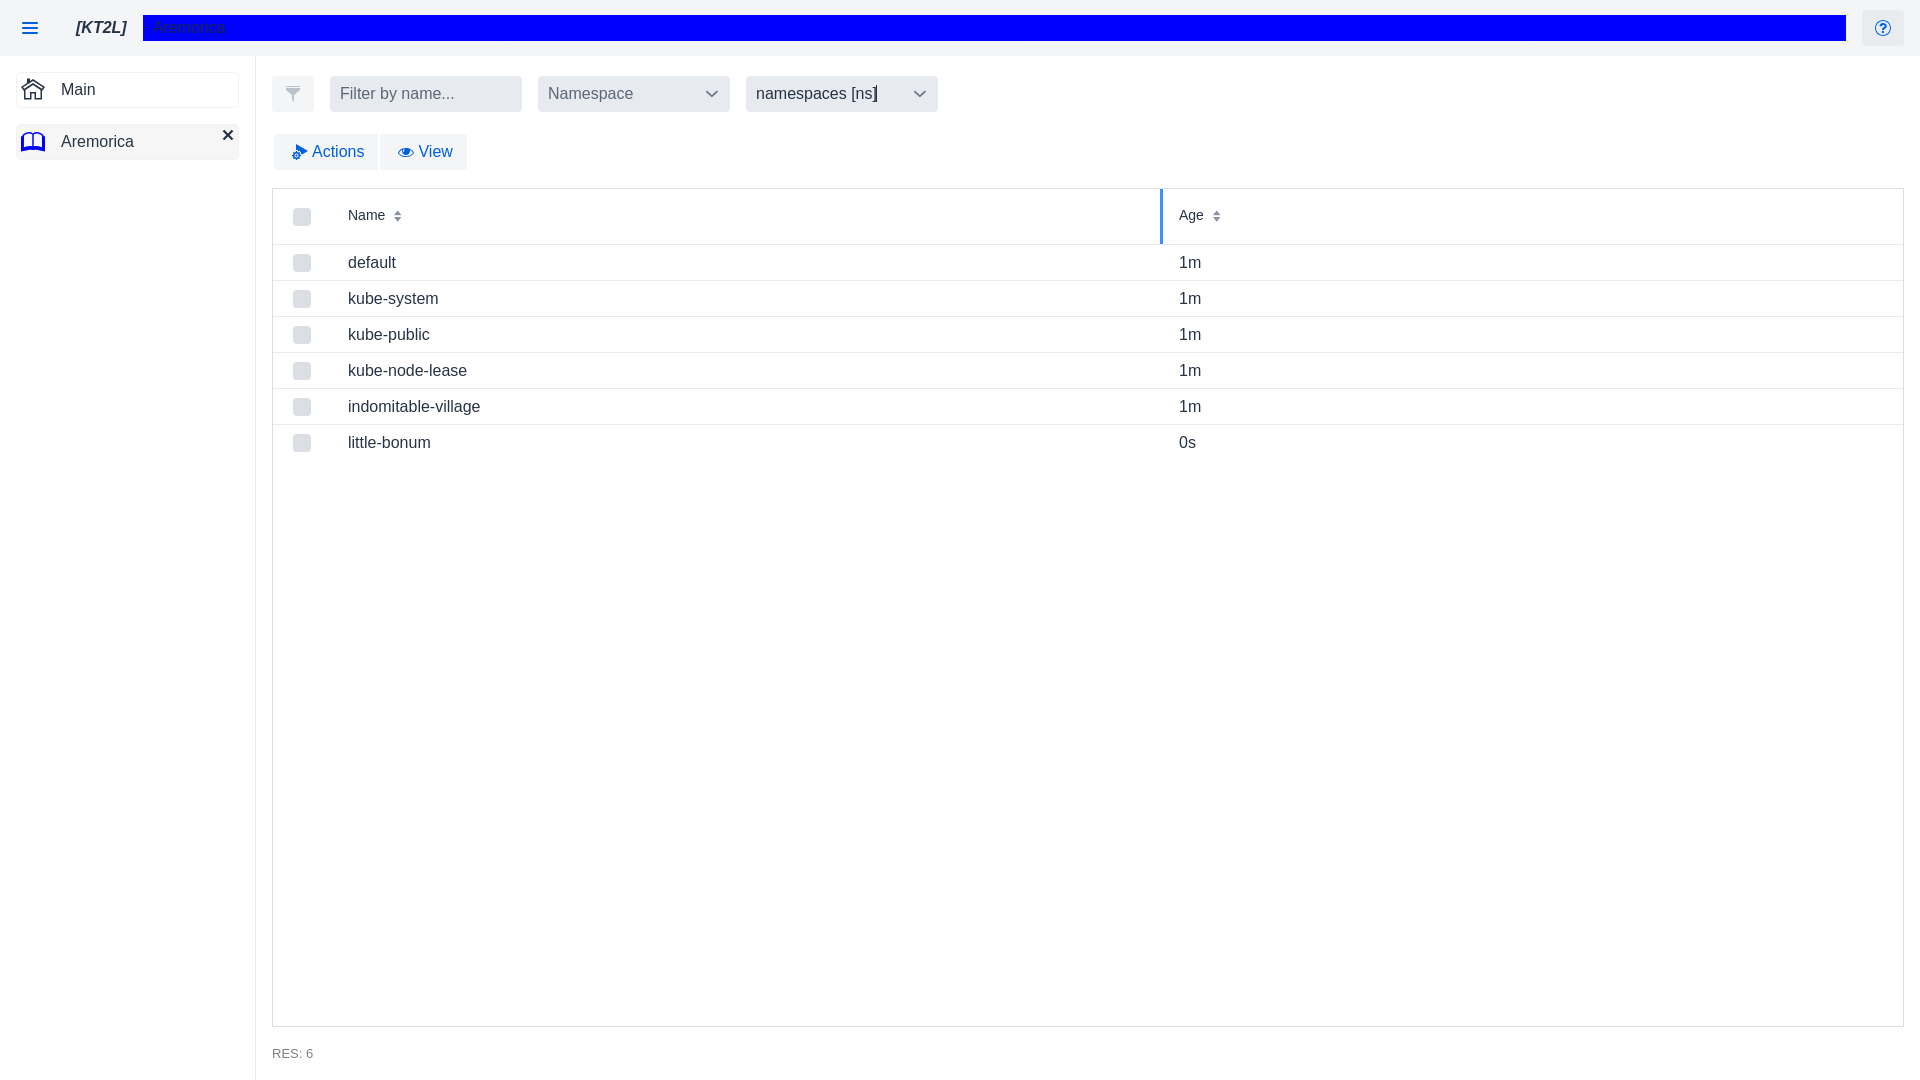 [KT2L]
Aremorica
Main
Aremorica
Filter by name...
Namespace
namespaces [ns]
Actions
View
Name
Age
default
1m
kube-system
1m
kube-public
1m
kube-node-lease
1m
indomitable-village
1m
little-bonum
0s
RES: 6